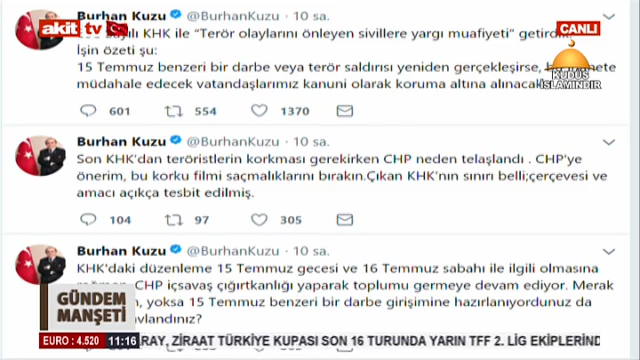 akit tv
CANLI
KUDÜS
İSLAMINDIR
Burhan Kuzu @BurhanKuzu · 10 sa.
sayılı KHK ile "Terör olaylarını önleyen sivillere yargı muafiyeti" getirdik
İşin özeti şu:
15 Temmuz benzeri bir darbe veya terör saldırısı yeniden gerçekleşirse,
müdahale edecek vatandaşlarımız kanuni olarak koruma altına alınacak
601 554 1370
Burhan Kuzu @BurhanKuzu · 10 sa.
Son KHK'dan teröristlerin korkması gerekirken CHP neden telaşlandı . CHP'ye
önerim, bu korku filmi saçmalıklarını bırakın.Çıkan KHK'nın sınırı belli;çerçevesi ve
amacı açıkça tesbit edilmiş.
104 97 305
Burhan Kuzu @BurhanKuzu · 10 sa.
KHK'daki düzenleme 15 Temmuz gecesi ve 16 Temmuz sabahı ile ilgili olmasına
CHP içsavaş çığırtkanlığı yaparak toplumu germeye devam ediyor. Merak
yoksa 15 Temmuz benzeri bir darbe girişimine hazırlanıyordunuz da
GÜNDEM
MANŞETİ
EURO : 4.520 11:16 ARAY, ZİRAAT TÜRKİYE KUPASI SON 16 TURUNDA YARIN TFF 2. LİG EKİPLERİND